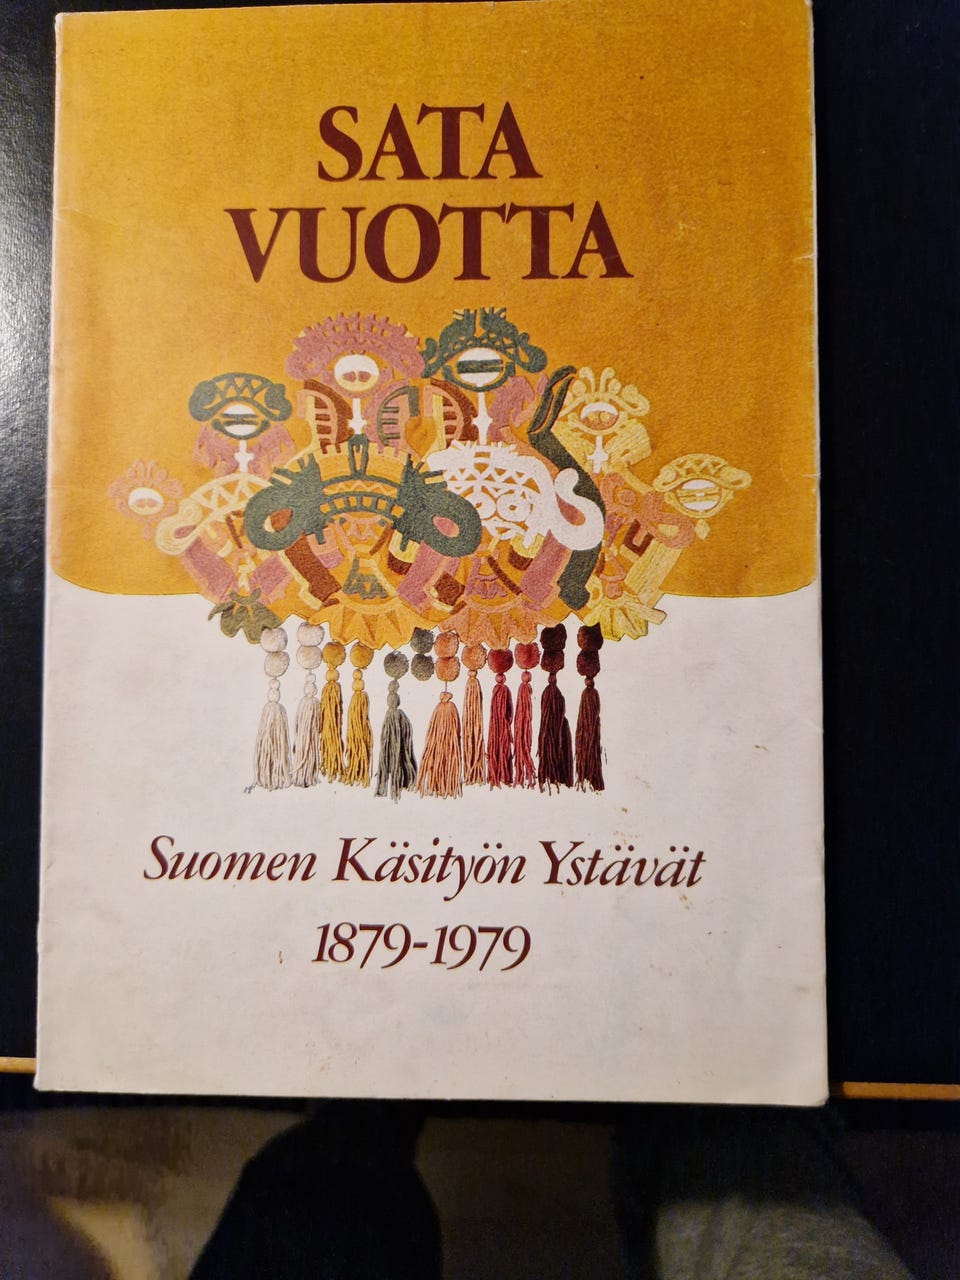 SATA
VUOTTA
Suomen Käsityön Ystävät
1879-1979